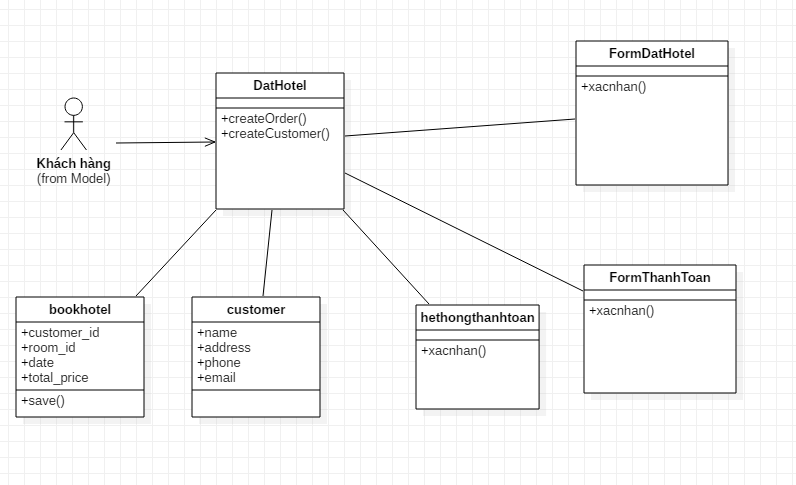 FormDatHotel
+xacnhan()
DatHotel
+createOrder()
+createCustomer()
Khách hàng
(from Model)
FormThanhToan
+xacnhan()
bookhotel
+customer_id
+room_id
+date
+total_price
+save()
customer
+name
+address
+phone
+email
hethongthanhtoan
+xacnhan()